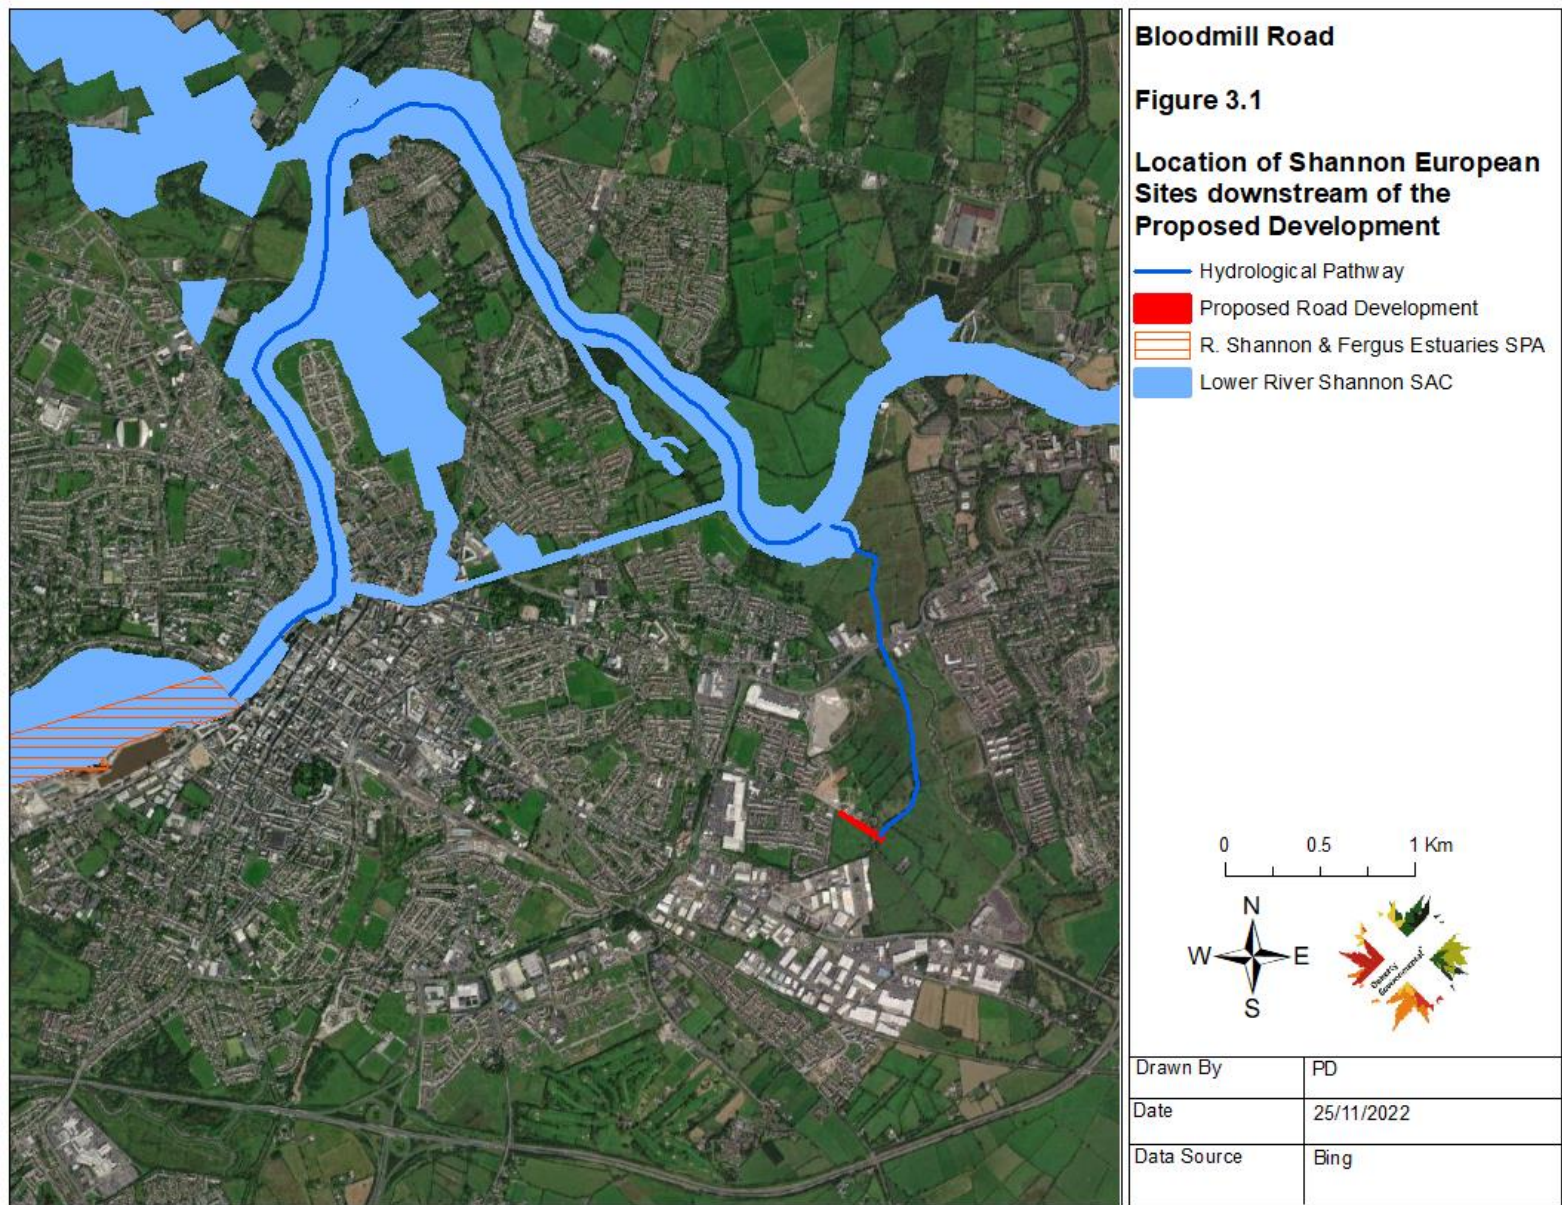 Bloodmill Road
Figure 3.1
Location of Shannon European
Sites downstream of the
Proposed Development
Hydrological Pathway
Proposed Road Development
R. Shannon & Fergus Estuaries SPA
Lower River Shannon SAC
0 0.5 1 Km
N
W E
S
Drawn By PD
Date 25/11/2022
Data Source Bing